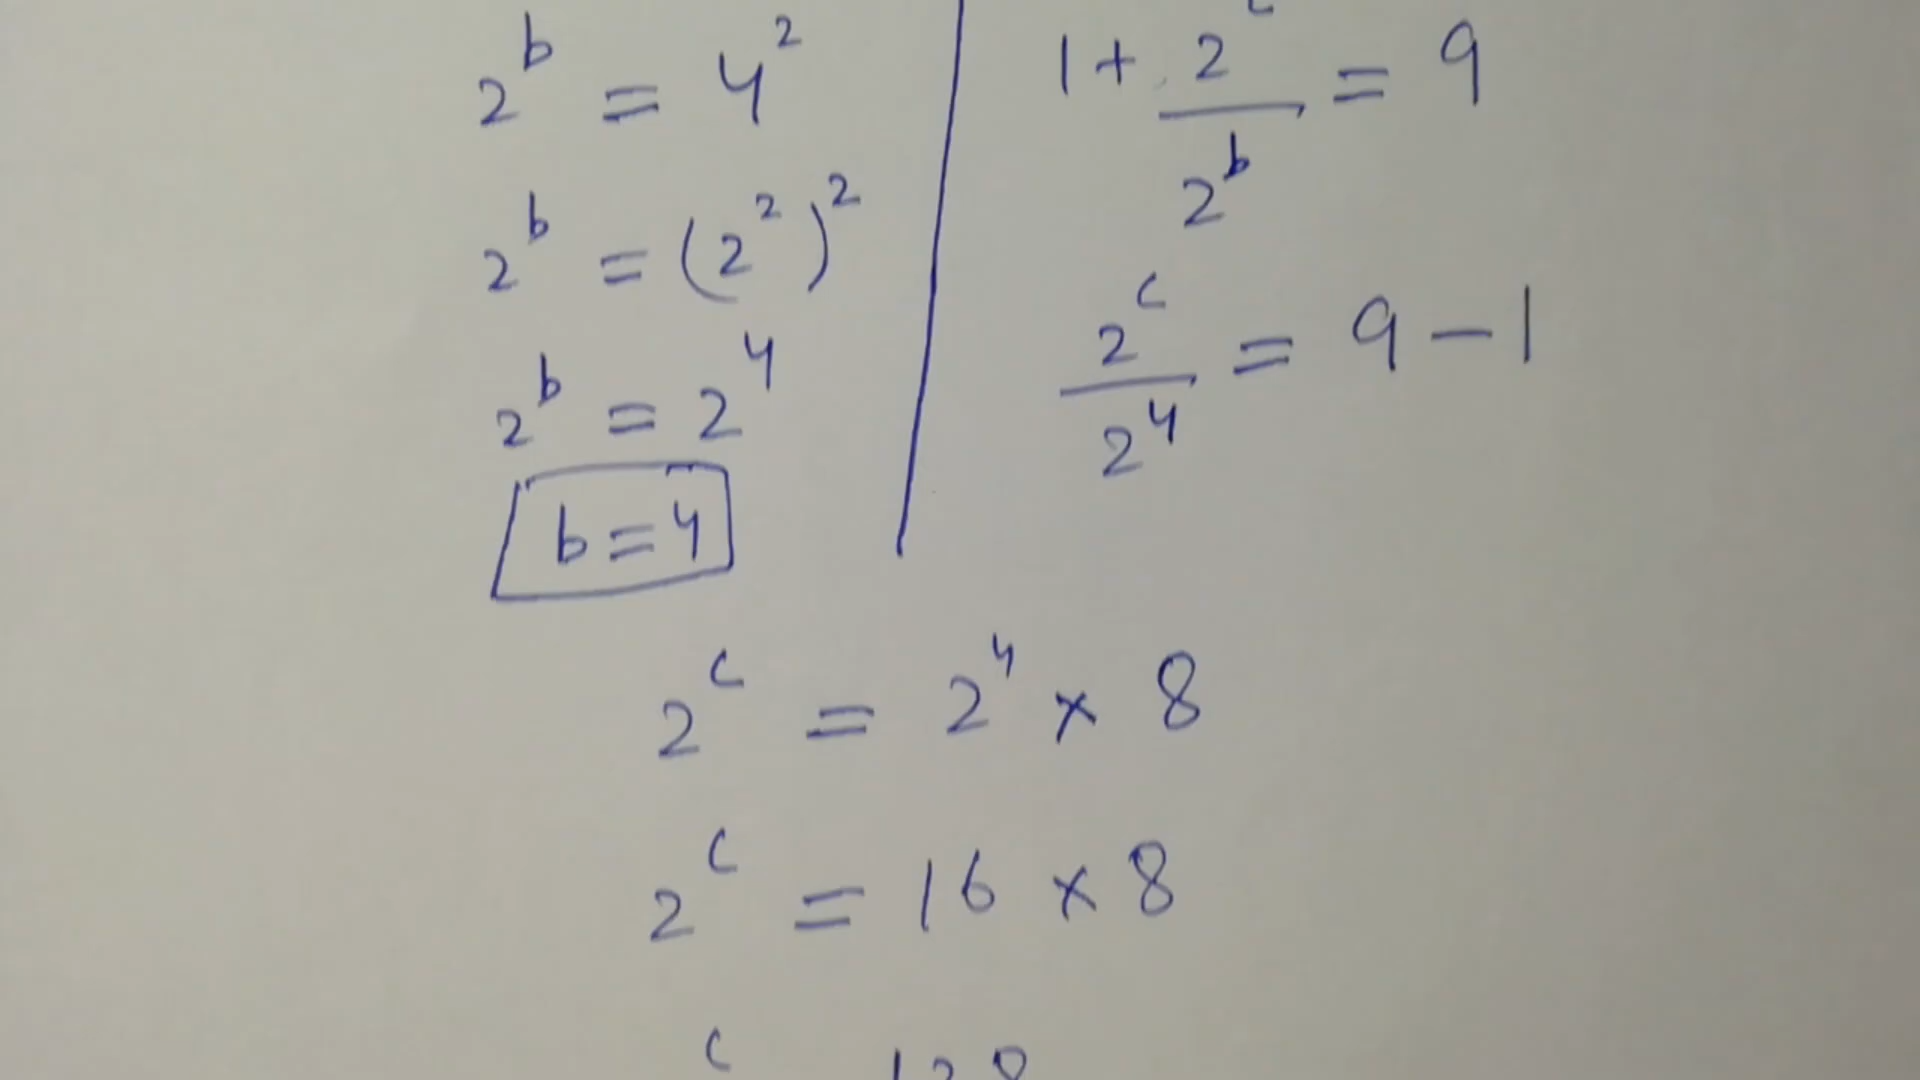 2^b = 4^2
2^b = (2^2)^2
2^b = 2^4
b = 4
1 + 2^c / 2^b = 9
2^c / 2^4 = 9 - 1
2^c = 2^4 × 8
2^c = 16 × 8